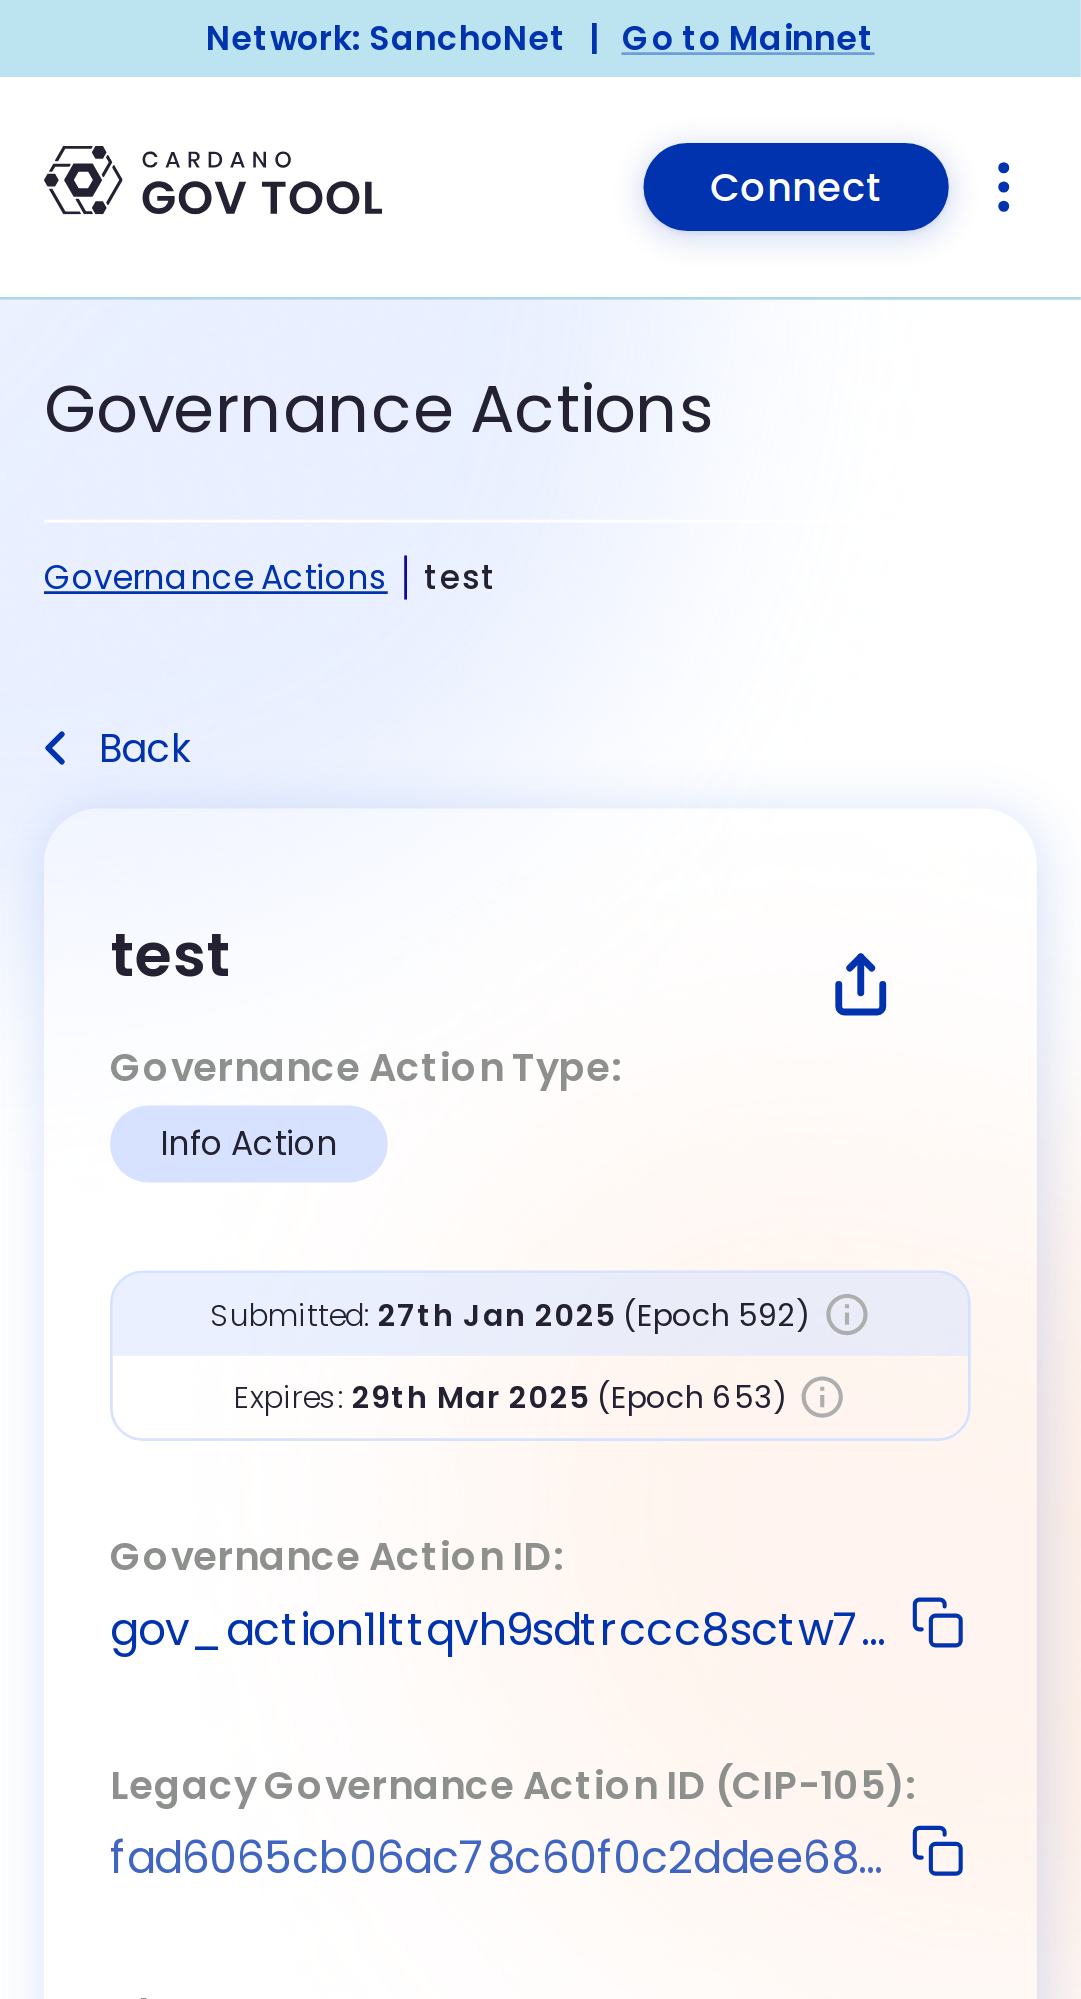 Network: SanchoNet | Go to Mainnet
CARDANO
GOV TOOL
Connect
Governance Actions
Governance Actions | test
Back
test
Governance Action Type:
Info Action
Submitted: 27th Jan 2025 (Epoch 592)
Expires: 29th Mar 2025 (Epoch 653)
Governance Action ID:
gov_action1lttqvh9sdtrccc8sctw7...
Legacy Governance Action ID (CIP-105):
fad6065cb06ac78c60f0c2ddee68...